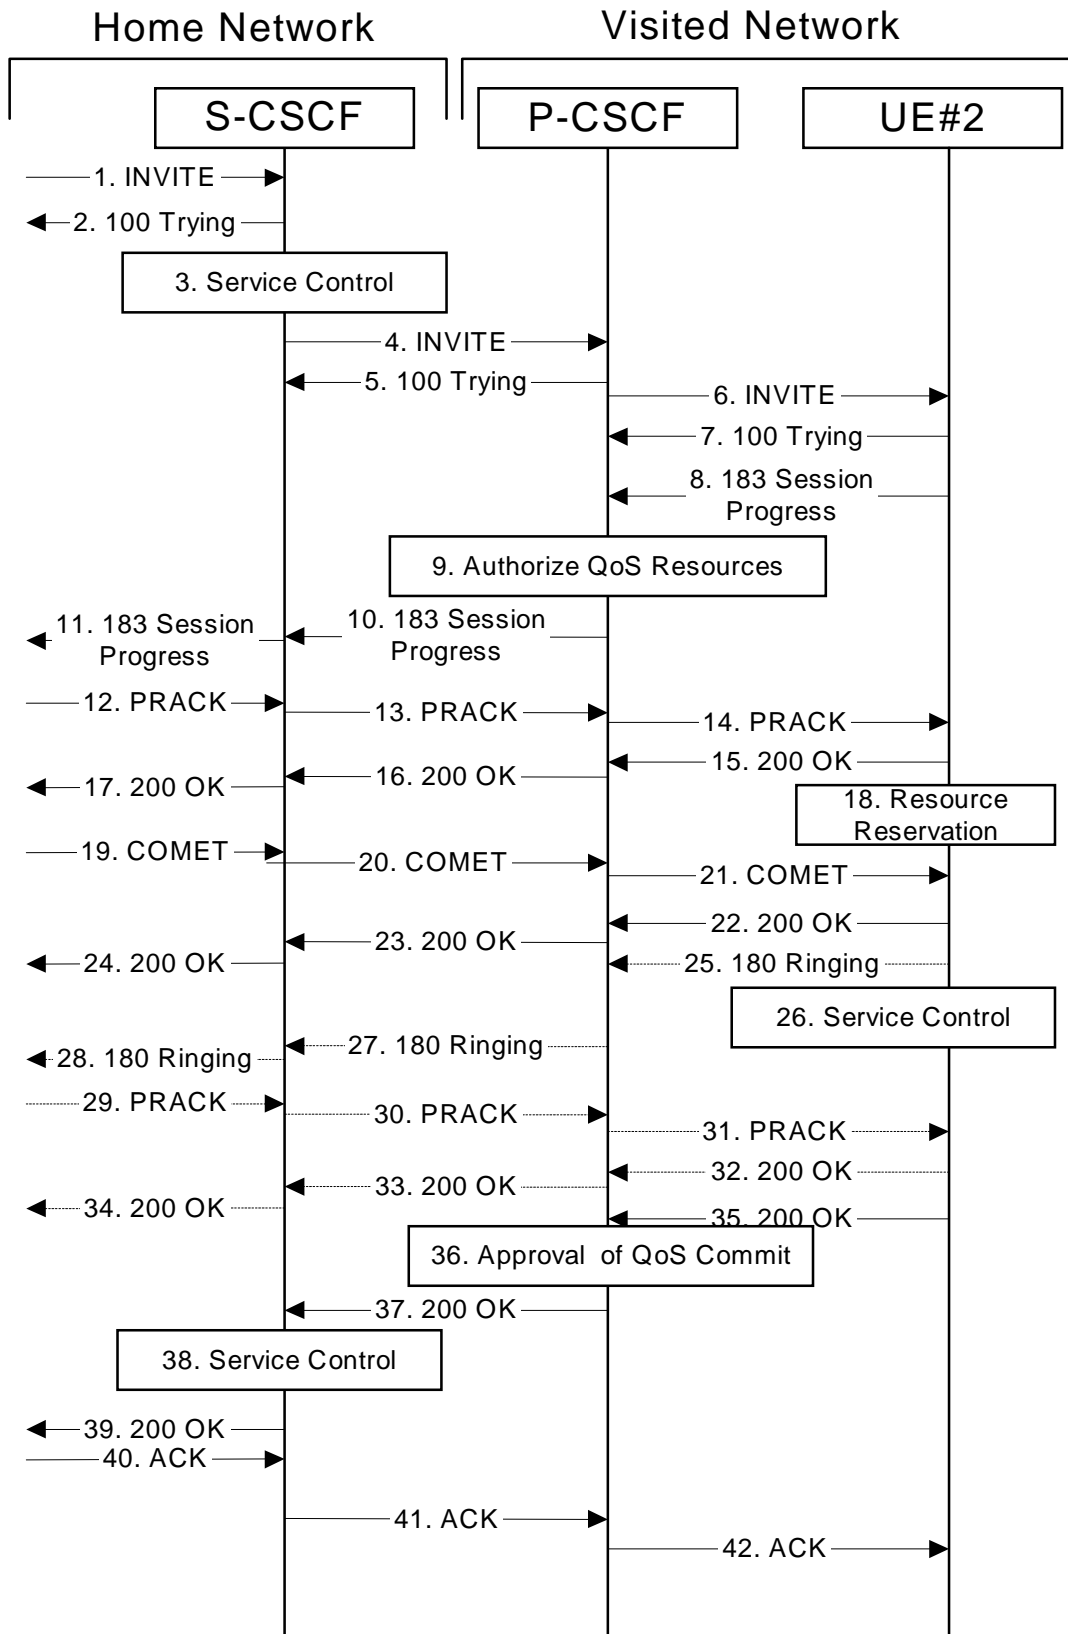 Home Network
Visited Network
S-CSCF
P-CSCF
UE#2
1. INVITE
2. 100 Trying
3. Service Control
4. INVITE
5. 100 Trying
6. INVITE
7. 100 Trying
8. 183 Session
Progress
9. Authorize QoS Resources
10. 183 Session
Progress
11. 183 Session
Progress
12. PRACK
13. PRACK
14. PRACK
15. 200 OK
16. 200 OK
17. 200 OK
18. Resource
Reservation
19. COMET
20. COMET
21. COMET
22. 200 OK
23. 200 OK
24. 200 OK
25. 180 Ringing
26. Service Control
27. 180 Ringing
28. 180 Ringing
29. PRACK
30. PRACK
31. PRACK
32. 200 OK
33. 200 OK
34. 200 OK
35. 200 OK
36. Approval of QoS Commit
37. 200 OK
38. Service Control
39. 200 OK
40. ACK
41. ACK
42. ACK